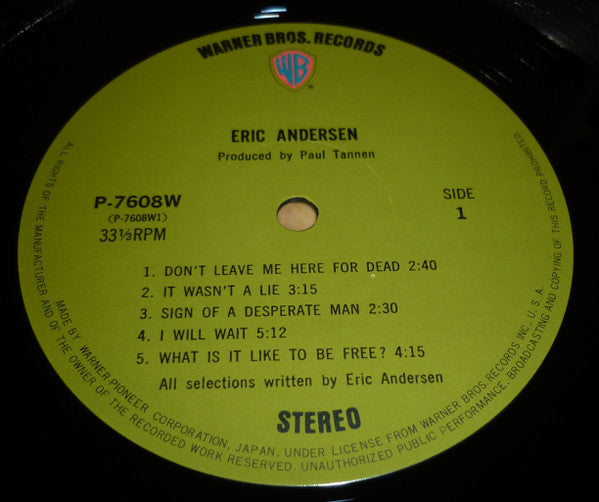 WARNER BROS. RECORDS
WB
®
ERIC ANDERSEN
Produced by Paul Tannen
P-7608W
(P-7608W1)
33⅓RPM
SIDE
1
1. DON'T LEAVE ME HERE FOR DEAD 2:40
2. IT WASN'T A LIE 3:15
3. SIGN OF A DESPERATE MAN 2:30
4. I WILL WAIT 5:12
5. WHAT IS IT LIKE TO BE FREE? 4:15
All selections written by Eric Andersen
STEREO
MADE BY WARNER-PIONEER CORPORATION, JAPAN, UNDER LICENSE FROM WARNER BROS. RECORDS INC., U. S. A.
ALL RIGHTS OF THE MANUFACTURER AND OF THE OWNER OF THE RECORDED WORK RESERVED. UNAUTHORIZED PUBLIC PERFORMANCE, BROADCASTING AND COPYING OF THIS RECORD PROHIBITED